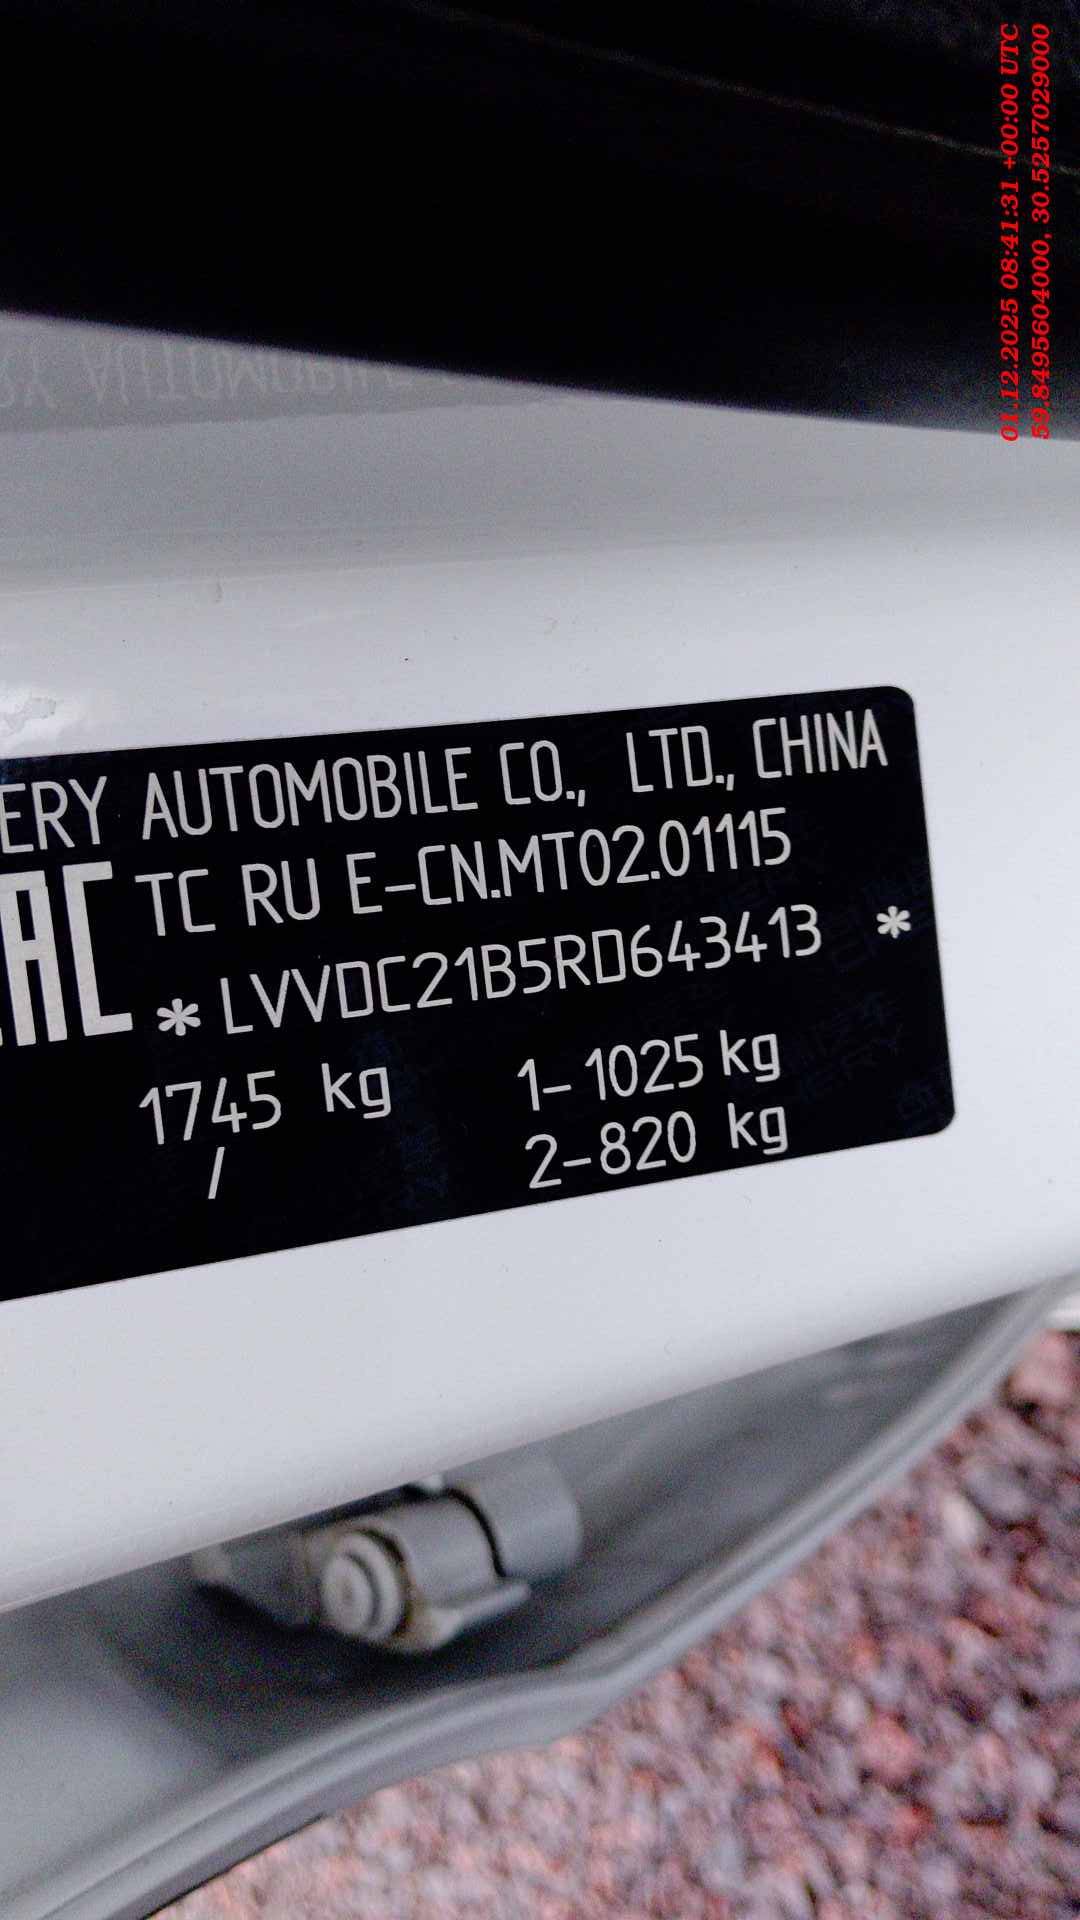 01.12.2025 08:41:31 +00:00 UTC
59.8495604000, 30.5257029000
ERY AUTOMOBILE CO., LTD., CHINA
EAC TC RU E-CN.MT02.01115
*LVVDC21B5RD643413 *
1745 kg 1-1025 kg
/ 2-820 kg